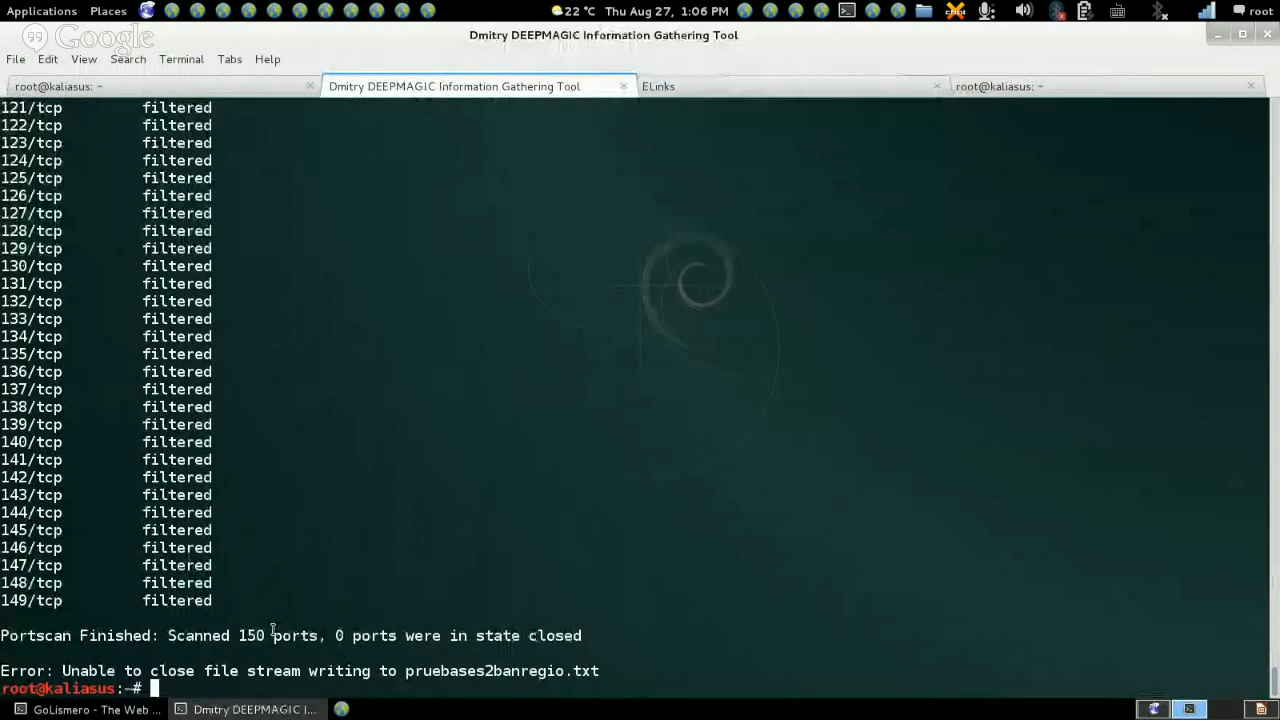 Applications Places 22 °C Thu Aug 27, 1:06 PM root
Google
Dmitry DEEPMAGIC Information Gathering Tool
File Edit View Search Terminal Tabs Help
root@kaliasus: ~ Dmitry DEEPMAGIC Information Gathering Tool ELinks root@kaliasus: ~
121/tcp filtered
122/tcp filtered
123/tcp filtered
124/tcp filtered
125/tcp filtered
126/tcp filtered
127/tcp filtered
128/tcp filtered
129/tcp filtered
130/tcp filtered
131/tcp filtered
132/tcp filtered
133/tcp filtered
134/tcp filtered
135/tcp filtered
136/tcp filtered
137/tcp filtered
138/tcp filtered
139/tcp filtered
140/tcp filtered
141/tcp filtered
142/tcp filtered
143/tcp filtered
144/tcp filtered
145/tcp filtered
146/tcp filtered
147/tcp filtered
148/tcp filtered
149/tcp filtered
Portscan Finished: Scanned 150 ports, 0 ports were in state closed
Error: Unable to close file stream writing to pruebases2banregio.txt
root@kaliasus:~#
GoLismero - The Web ... Dmitry DEEPMAGIC I...